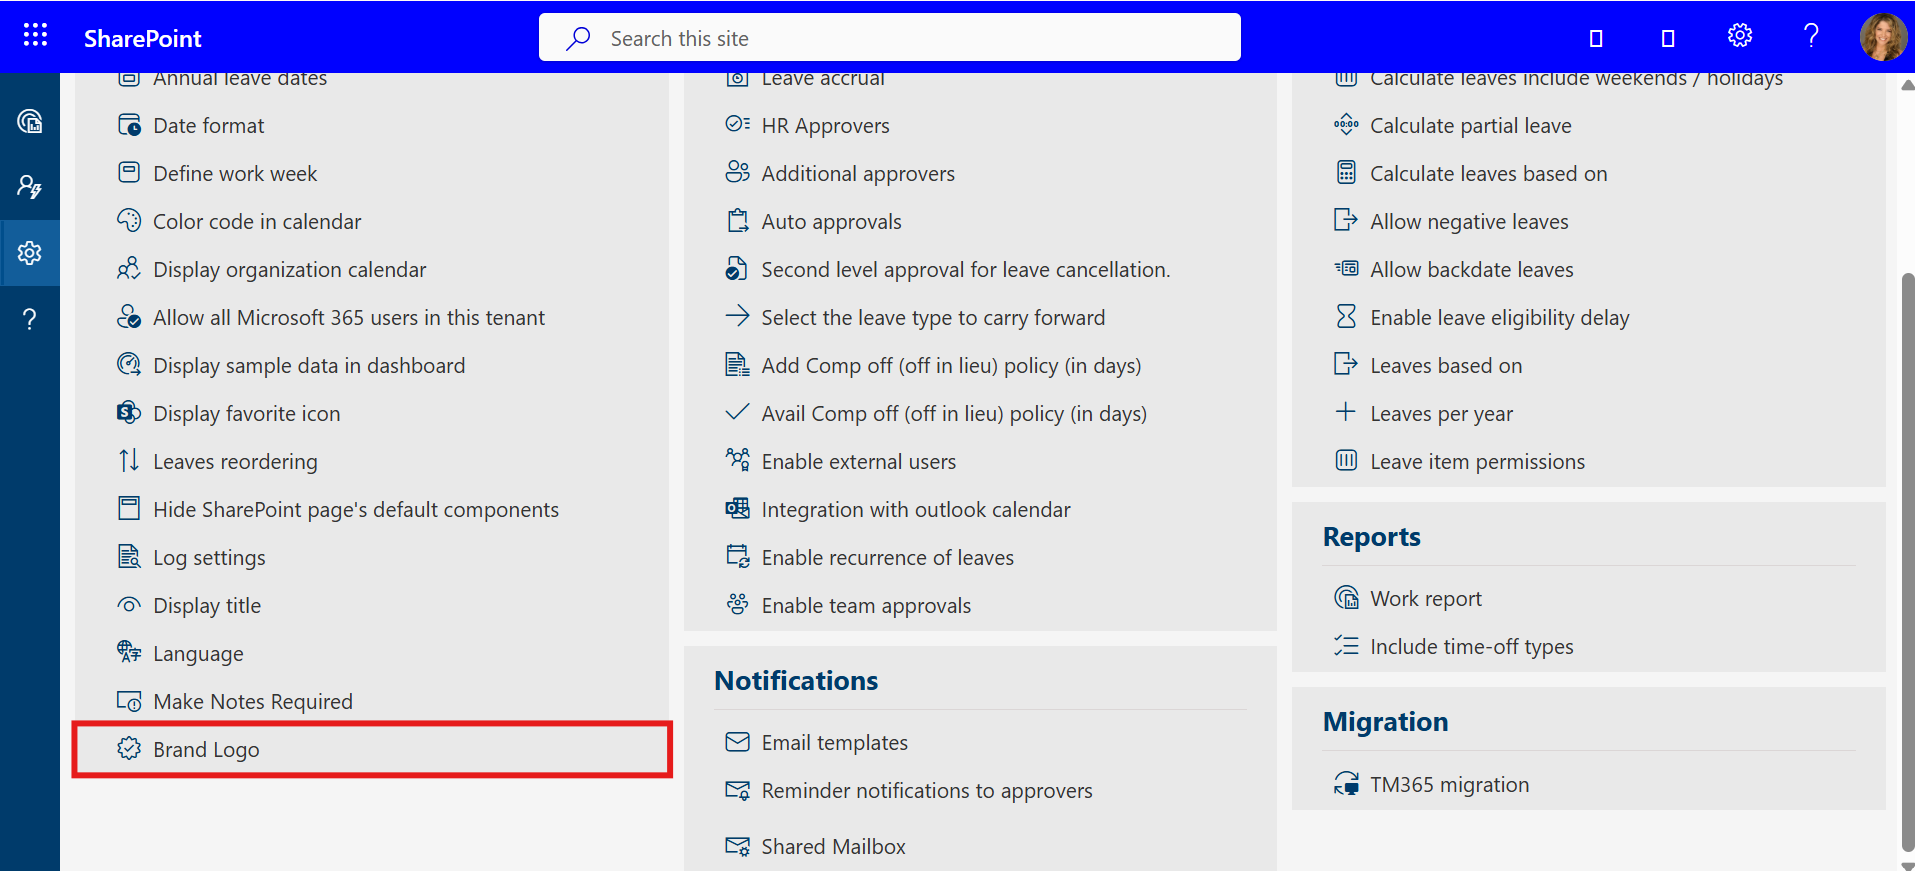 SharePoint
Search this site
Annual leave dates
Date format
Define work week
Color code in calendar
Display organization calendar
Allow all Microsoft 365 users in this tenant
Display sample data in dashboard
Display favorite icon
Leaves reordering
Hide SharePoint page's default components
Log settings
Display title
Language
Make Notes Required
Brand Logo
Leave accrual
HR Approvers
Additional approvers
Auto approvals
Second level approval for leave cancellation.
Select the leave type to carry forward
Add Comp off (off in lieu) policy (in days)
Avail Comp off (off in lieu) policy (in days)
Enable external users
Integration with outlook calendar
Enable recurrence of leaves
Enable team approvals
Notifications
Email templates
Reminder notifications to approvers
Shared Mailbox
Calculate leaves include weekends / holidays
Calculate partial leave
Calculate leaves based on
Allow negative leaves
Allow backdate leaves
Enable leave eligibility delay
Leaves based on
Leaves per year
Leave item permissions
Reports
Work report
Include time-off types
Migration
TM365 migration